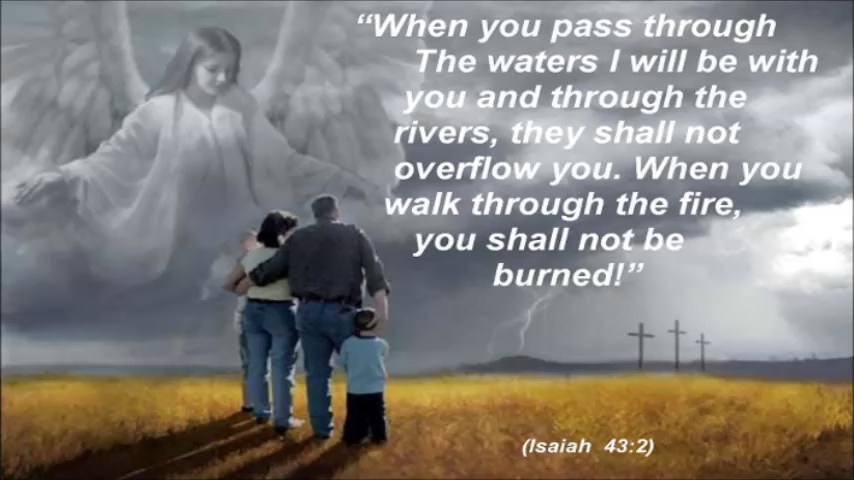 “When you pass through
The waters I will be with
you and through the
rivers, they shall not
overflow you. When you
walk through the fire,
you shall not be
burned!”
(Isaiah 43:2)